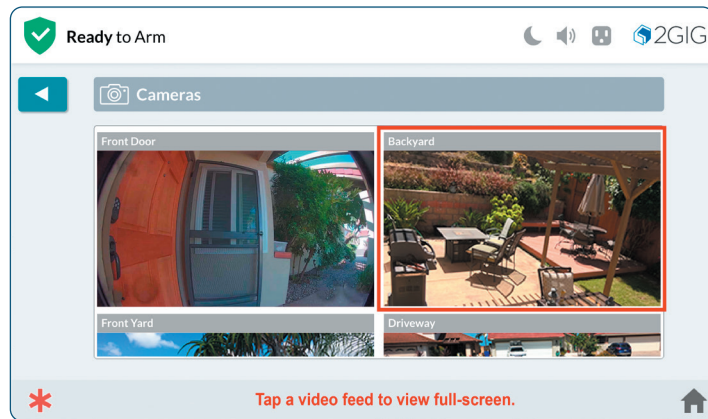 Ready to Arm
2GIG
Cameras
Front Door
Backyard
Front Yard
Driveway
Tap a video feed to view full-screen.